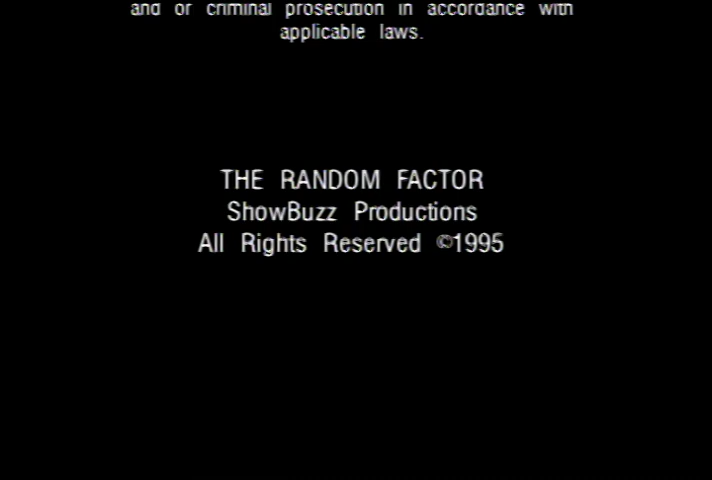 and or criminal prosecution in accordance with
applicable laws.
THE RANDOM FACTOR
ShowBuzz Productions
All Rights Reserved ©1995